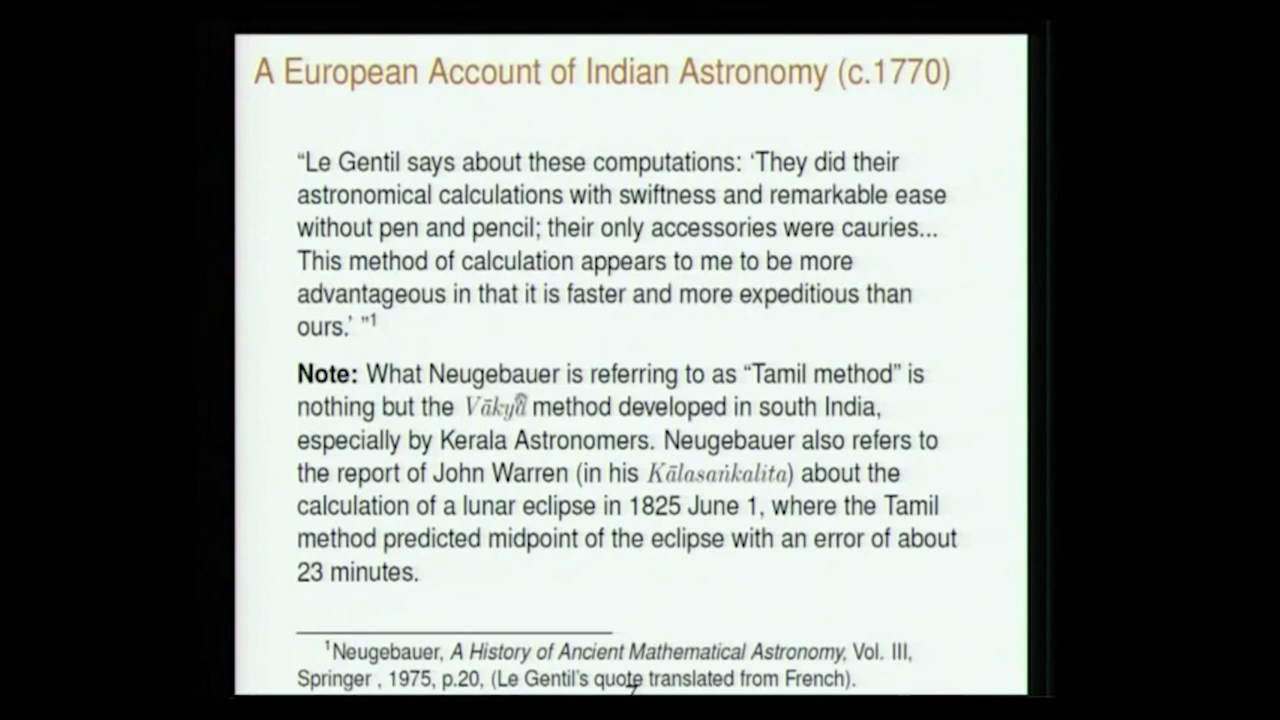 A European Account of Indian Astronomy (c.1770)
“Le Gentil says about these computations: ‘They did their
astronomical calculations with swiftness and remarkable ease
without pen and pencil; their only accessories were cauries...
This method of calculation appears to me to be more
advantageous in that it is faster and more expeditious than
ours.’ ”1
Note: What Neugebauer is referring to as “Tamil method” is
nothing but the Vākya method developed in south India,
especially by Kerala Astronomers. Neugebauer also refers to
the report of John Warren (in his Kālasaṅkalita) about the
calculation of a lunar eclipse in 1825 June 1, where the Tamil
method predicted midpoint of the eclipse with an error of about
23 minutes.
1Neugebauer, A History of Ancient Mathematical Astronomy, Vol. III,
Springer , 1975, p.20, (Le Gentil’s quote translated from French).